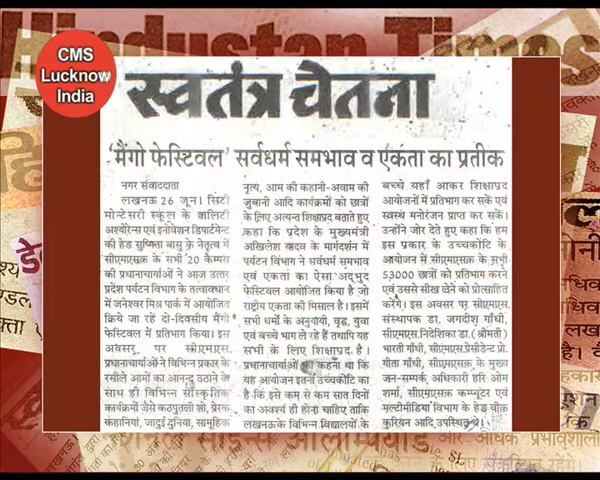 Hindustan Times
CMS
Lucknow
India
स्वतंत्र चेतना
'मैंगो फेस्टिवल' सर्वधर्म समभाव व एकता का प्रतीक
नगर संवाददाता
लखनऊ 26 जून। सिटी
मोन्टेसरी स्कूल के क्वालिटी
अश्योरेन्स एवं इनोवेशन डिपार्टमेन्ट
की हेड सुष्मिता बासु के नेतृत्व में
सीएमएसक्र के सभी 20 कैम्पस
की प्रधानाचार्याओं ने आज उत्तर
प्रदेश पर्यटन विभाग के तत्वावधान
में जनेश्वर मिश्र पार्क में आयोजित
किये जा रहे दो-दिवसीय मैंगो
फेस्टिवल में प्रतिभाग किया। इस
अवसर पर सीएमएस.
प्रधानाचार्याओं ने विभिन्न प्रकार के
रसीले आमों का आनन्द उठाने के
साथ ही विभिन्न सांस्कृतिक
कार्यक्रमों जैसे कठपुतली शो, प्रेरक
कहानियां, जादुई दुनिया, सामूहिक
नृत्य, आम की कहानी-अवाम की
जुबानी आदि कार्यक्रमों को छात्रों
के लिए अत्यन्त शिक्षाप्रद बताते हुए
कहा कि प्रदेश के मुख्यमंत्री
अखिलेश यादव के मार्गदर्शन में
पर्यटन विभाग ने सर्वधर्म समभाव
एवं एकता का ऐसा अद्भुद
फेस्टिवल आयोजित किया है जो
राष्ट्रीय एकता की मिसाल है। इसमें
सभी धर्मों के अनुयायी, वृद्ध, युवा
एवं बच्चे भाग ले रहे हैं तथापि यह
सभी के लिए शिक्षाप्रद है।
प्रधानाचार्याओं का कहना था कि
यह आयोजन इतना उच्चकोटि का
है कि इसे कम से कम सात दिनों
का अवश्य ही होना चाहिए ताकि
लखनऊ के विभिन्न विद्यालयों के
बच्चे यहाँ आकर शिक्षाप्रद
आयोजनों में प्रतिभाग कर सकें एवं
स्वस्थ मनोरंजन प्राप्त कर सकें।
उन्होंने जोर देते हुए कहा कि हम
इस प्रकार के उच्चकोटि के
आयोजन में सीएमएसक्र के सभी
53000 छात्रों को प्रतिभाग करने
एवं उससे सीख लेने को प्रोत्साहित
करेंगे। इस अवसर पर सीएमएस.
संस्थापक डा. जगदीश गाँधी,
सीएमएस.निदेशिका डा. (श्रीमती)
भारती गाँधी, सीएमएस.प्रेसीडेन्ट प्रो.
गीता गाँधी, सीएमएसक्र के मुख्य
जन-सम्पर्क, अधिकारी हरि ओम
शर्मा, सीएमएसक्र कम्प्यूटर एवं
मल्टीमीडिया विभाग के हेड वीक्र
कुरियन आदि उपस्थित थे।